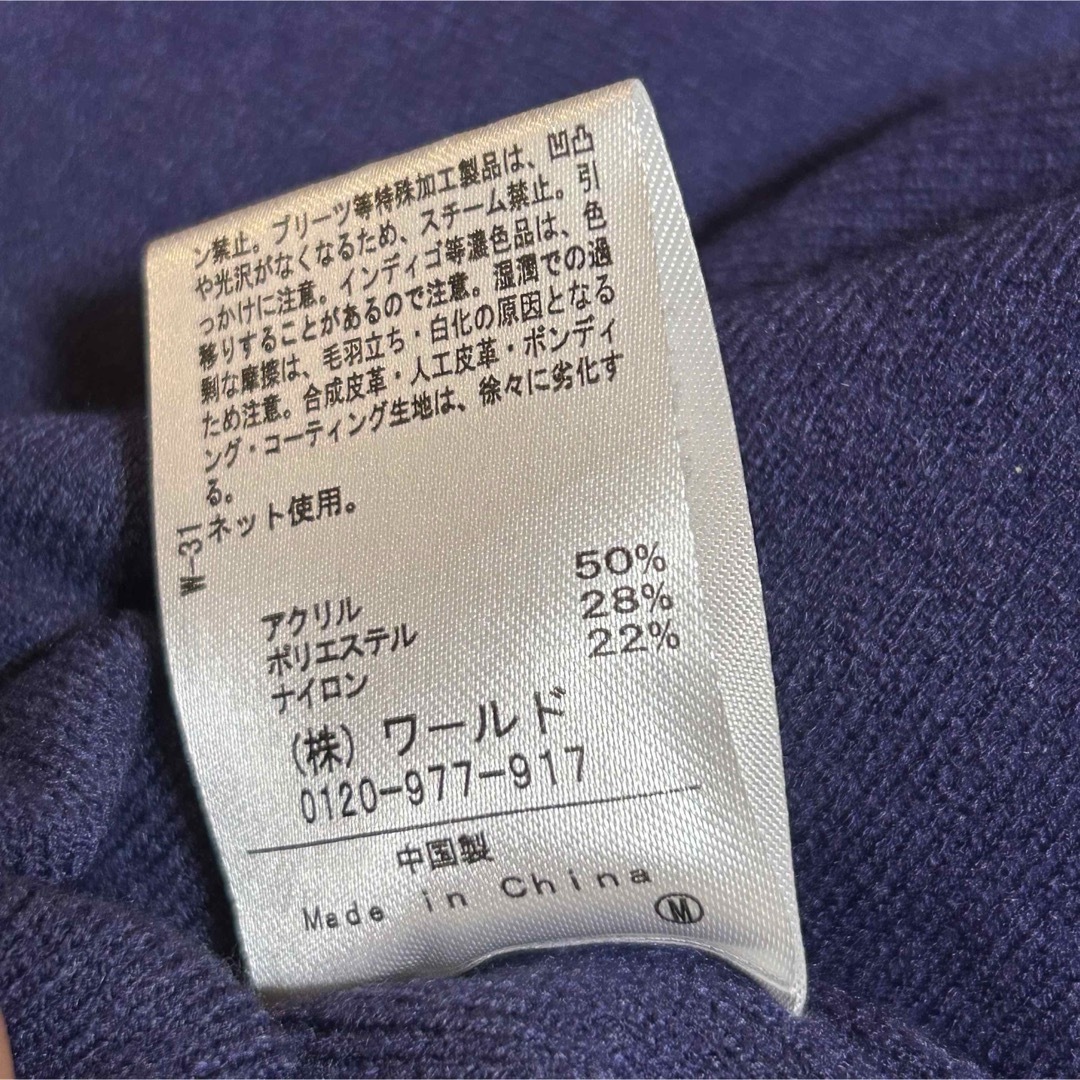 ン禁止。プリーツ等特殊加工製品は、凹凸
や光沢がなくなるため、スチーム禁止。引
っかけに注意。インディゴ等濃色品は、色
移りすることがあるので注意。湿潤での過
剰な摩擦は、毛羽立ち・白化の原因となる
ため注意。合成皮革・人工皮革・ボンディ
ング・コーティング生地は、徐々に劣化す
る。
ネット使用。
W-31
アクリル 50%
ポリエステル 28%
ナイロン 22%
(株)ワールド
0120-977-917
中国製
Made in China
M